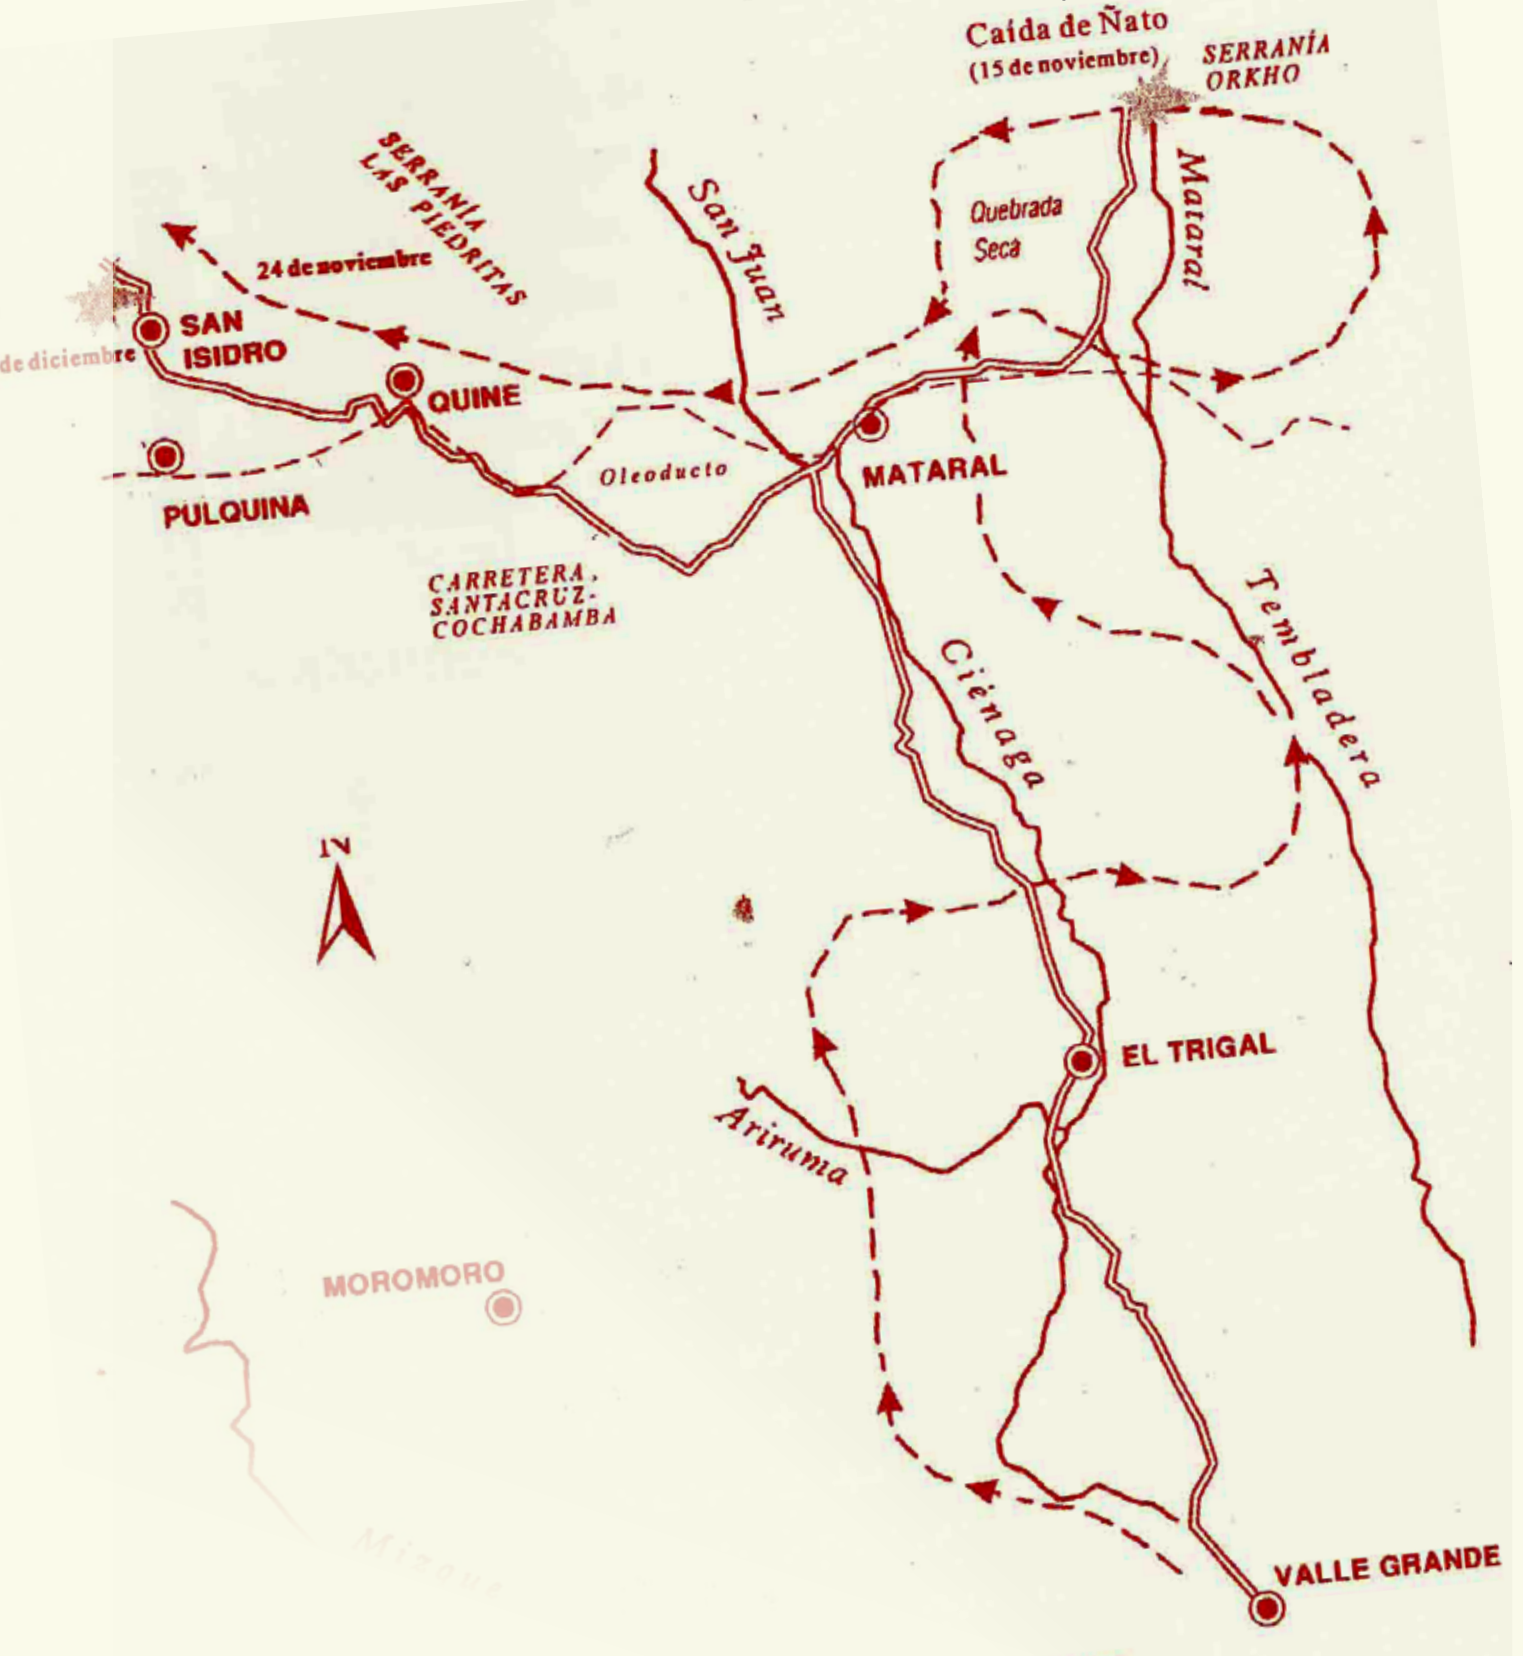 Caída de Ñato
(15 de noviembre)
SERRANÍA
ORKHO
SERRANÍA
LAS PIEDRITAS
San Juan
Mataral
Quebrada
Seca
24 de noviembre
SAN
ISIDRO
de diciembre
QUINE
Oleoducto
MATARAL
PULQUINA
CARRETERA
SANTACRUZ-
COCHABAMBA
Tembladera
Ciénaga
N
EL TRIGAL
Ariruma
MOROMORO
Mizque
VALLE GRANDE